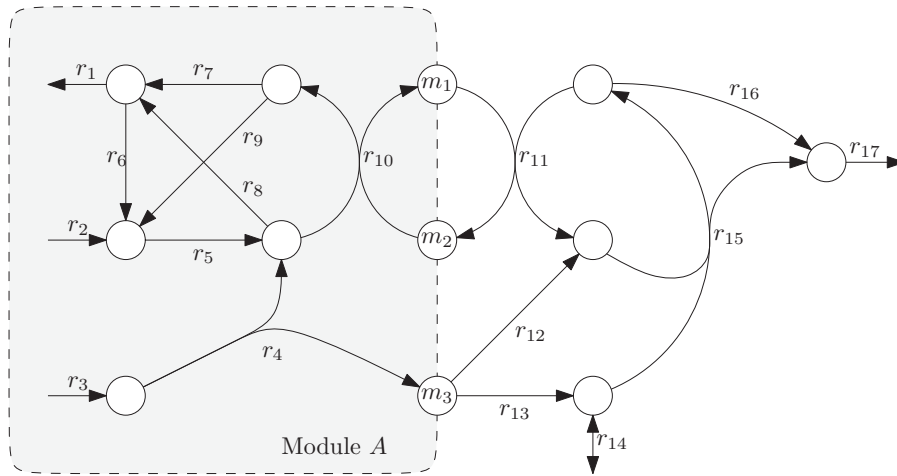 r₁
r₇
m₁
r₁₆
r₆
r₉
r₁₀
r₁₁
r₁₇
r₈
r₂
r₅
m₂
r₁₅
r₁₂
r₄
r₃
m₃
r₁₃
r₁₄
Module A